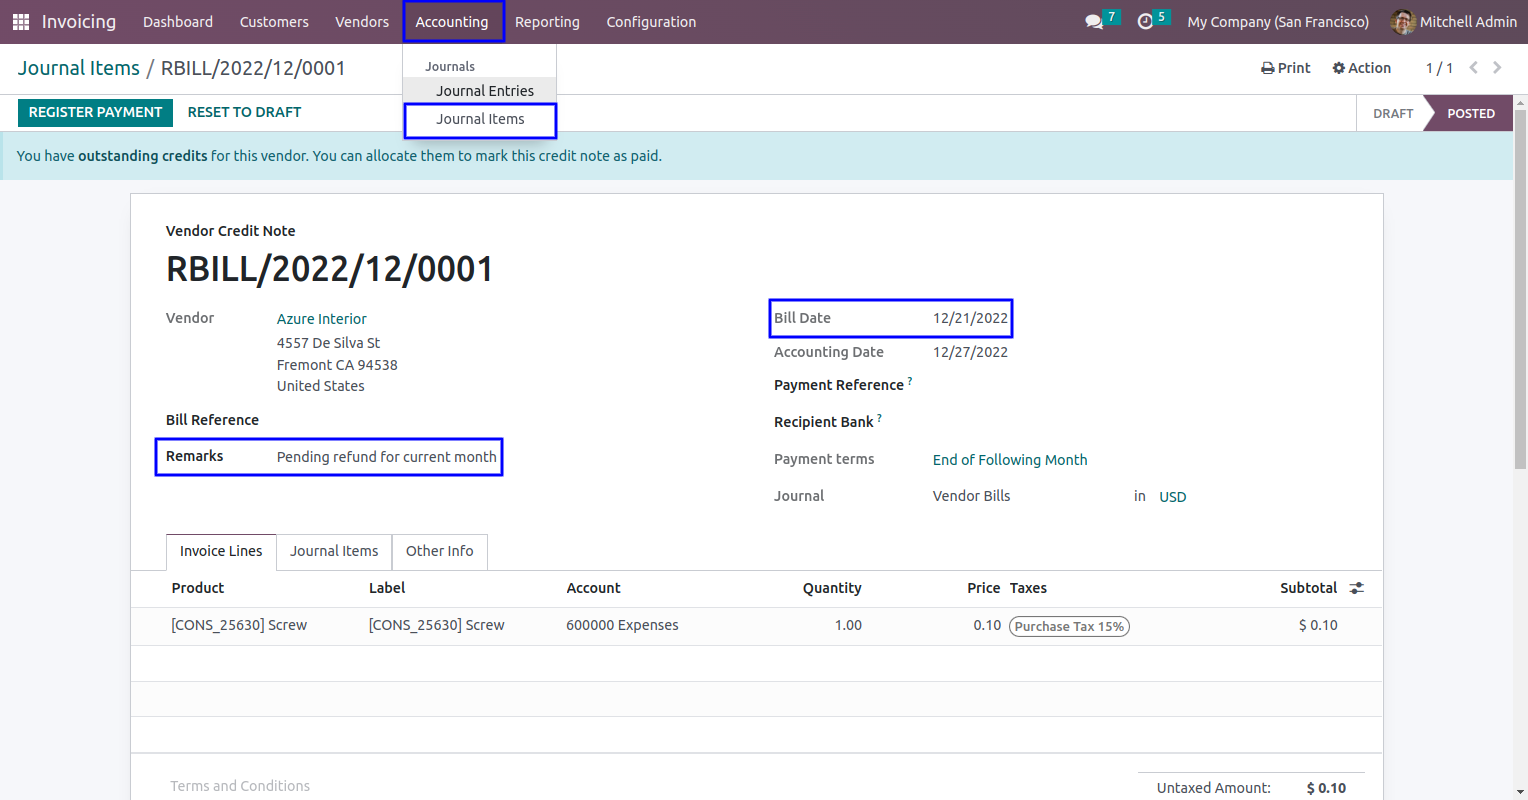 Invoicing Dashboard Customers Vendors Accounting Reporting Configuration 7 5 My Company (San Francisco) Mitchell Admin
Journal Items / RBILL/2022/12/0001 Print Action 1 / 1
Journals
Journal Entries
Journal Items
REGISTER PAYMENT RESET TO DRAFT DRAFT POSTED
You have outstanding credits for this vendor. You can allocate them to mark this credit note as paid.
Vendor Credit Note
RBILL/2022/12/0001
Vendor Azure Interior
4557 De Silva St
Fremont CA 94538
United States
Bill Reference
Remarks Pending refund for current month
Bill Date 12/21/2022
Accounting Date 12/27/2022
Payment Reference ?
Recipient Bank ?
Payment terms End of Following Month
Journal Vendor Bills in USD
Invoice Lines Journal Items Other Info
Product Label Account Quantity Price Taxes Subtotal
[CONS_25630] Screw [CONS_25630] Screw 600000 Expenses 1.00 0.10 Purchase Tax 15% $ 0.10
Terms and Conditions
Untaxed Amount: $ 0.10